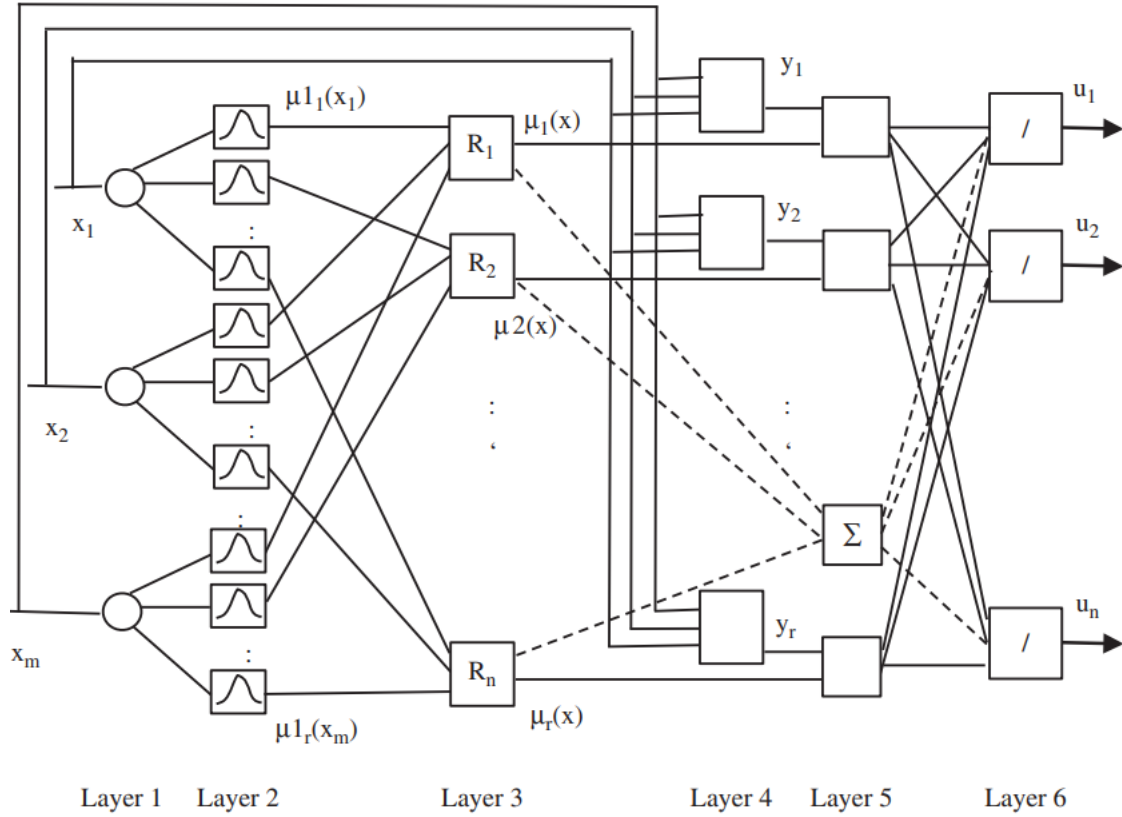 μ1₁(x₁)
y₁
u₁
R₁
μ₁(x)
/
x₁
:
y₂
u₂
R₂
/
μ2(x)
:
:
x₂
:
‘
‘
:
Σ
y_r
u_n
x_m
:
R_n
/
μ1_r(x_m)
μ_r(x)
Layer 1
Layer 2
Layer 3
Layer 4
Layer 5
Layer 6